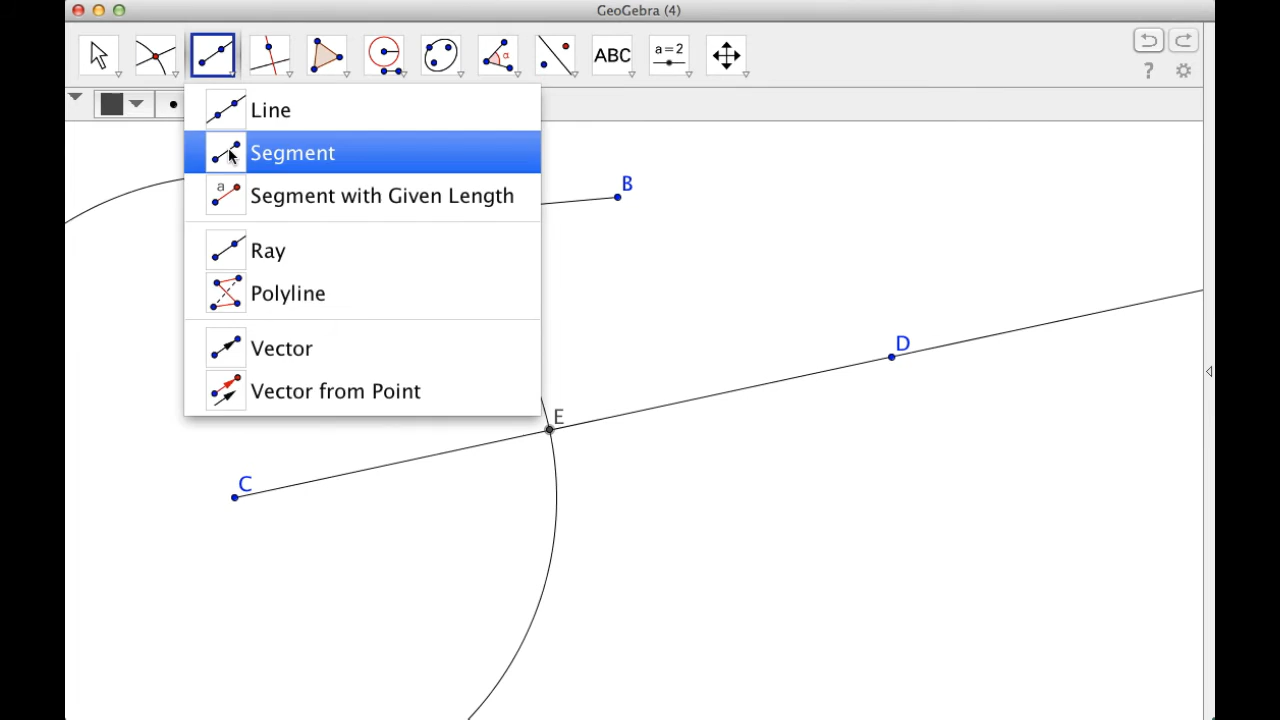 GeoGebra (4)
α
ABC
a=2
?
Line
Segment
a
Segment with Given Length
Ray
Polyline
Vector
Vector from Point
B
D
E
C